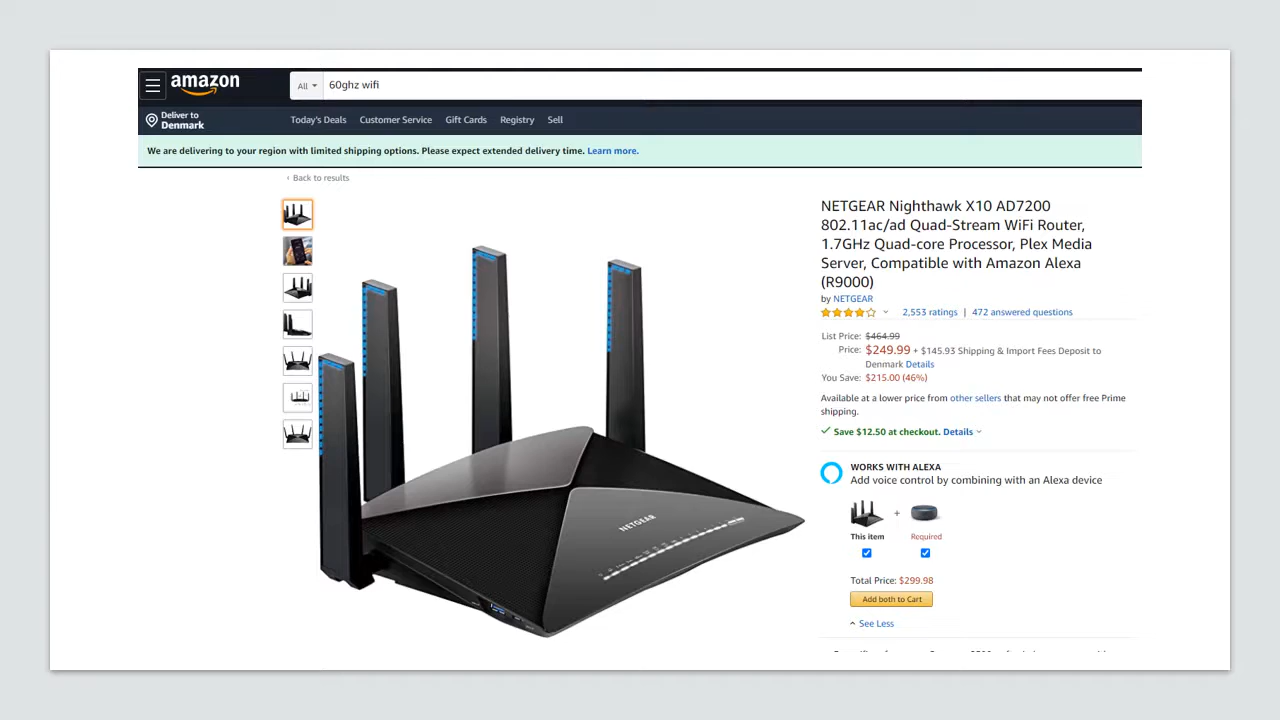 amazon
All
60ghz wifi
Deliver to
Denmark
Today's Deals
Customer Service
Gift Cards
Registry
Sell
We are delivering to your region with limited shipping options. Please expect extended delivery time. Learn more.
‹ Back to results
NETGEAR Nighthawk X10 AD7200
802.11ac/ad Quad-Stream WiFi Router,
1.7GHz Quad-core Processor, Plex Media
Server, Compatible with Amazon Alexa
(R9000)
by NETGEAR
2,553 ratings | 472 answered questions
List Price: $464.99
Price: $249.99 + $145.93 Shipping & Import Fees Deposit to
Denmark Details
You Save: $215.00 (46%)
Available at a lower price from other sellers that may not offer free Prime
shipping.
Save $12.50 at checkout. Details
WORKS WITH ALEXA
Add voice control by combining with an Alexa device
+
This item
Required
Total Price: $299.98
Add both to Cart
See Less
NETGEAR